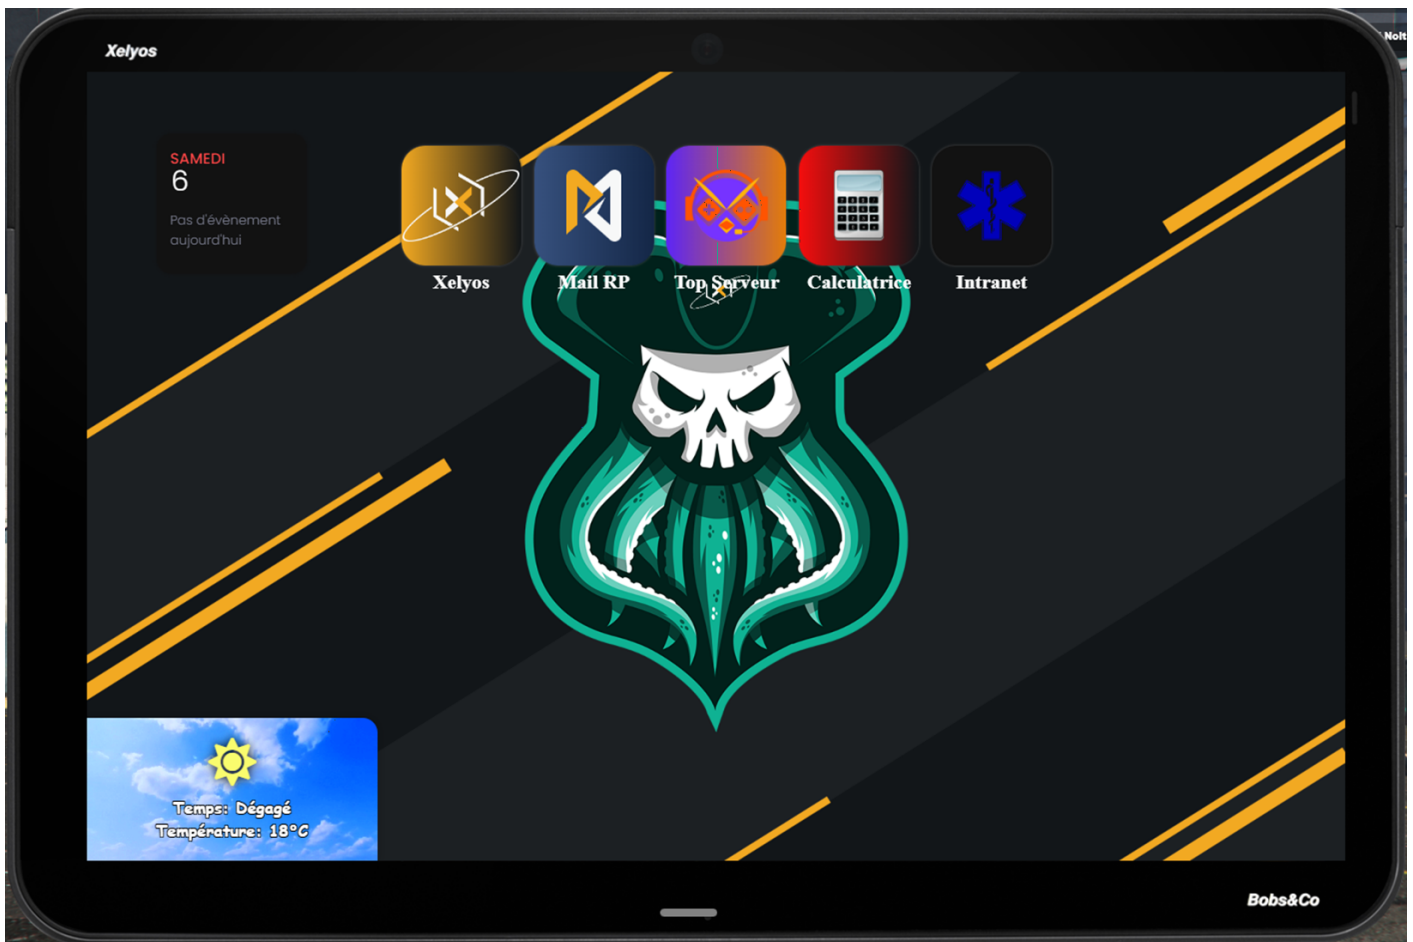 Nolt
Xelyos
SAMEDI
6
Pas d'évènement
aujourd'hui
Xelyos
Mail RP
Top Serveur
Calculatrice
Intranet
Temps: Dégagé
Température: 18°C
Bobs&Co